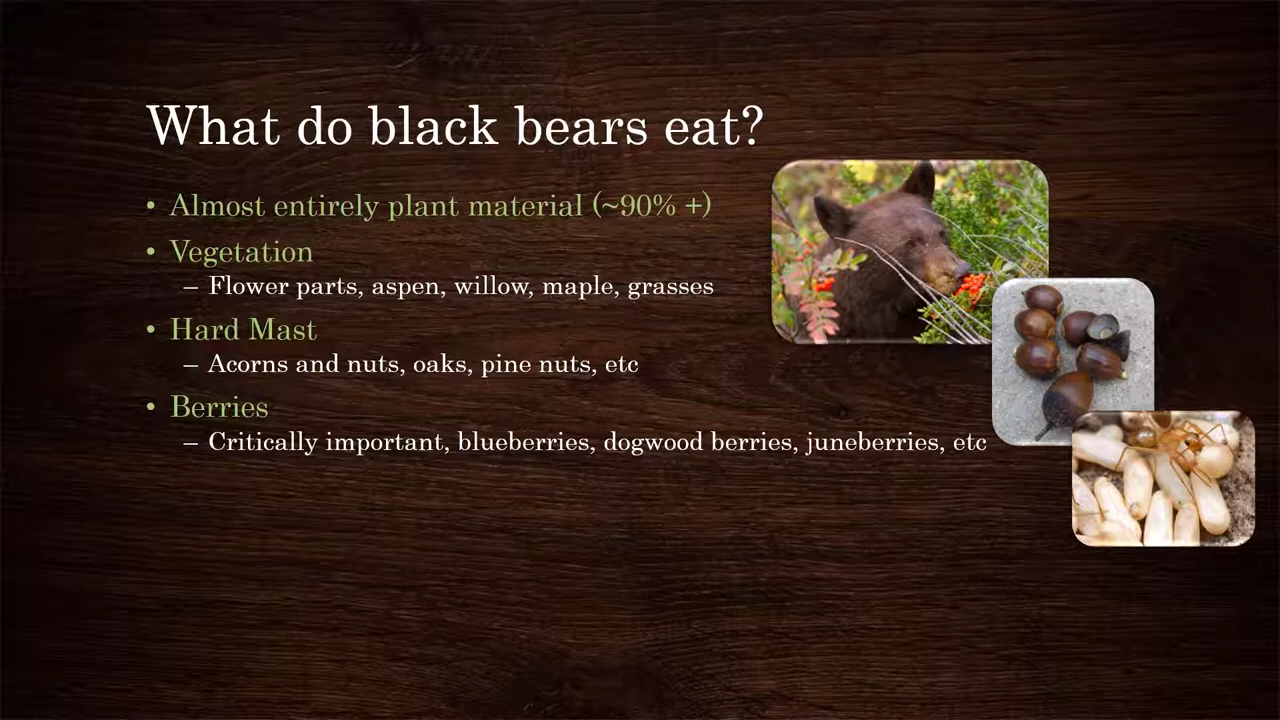 What do black bears eat?
• Almost entirely plant material (~90% +)
• Vegetation
– Flower parts, aspen, willow, maple, grasses
• Hard Mast
– Acorns and nuts, oaks, pine nuts, etc
• Berries
– Critically important, blueberries, dogwood berries, juneberries, etc